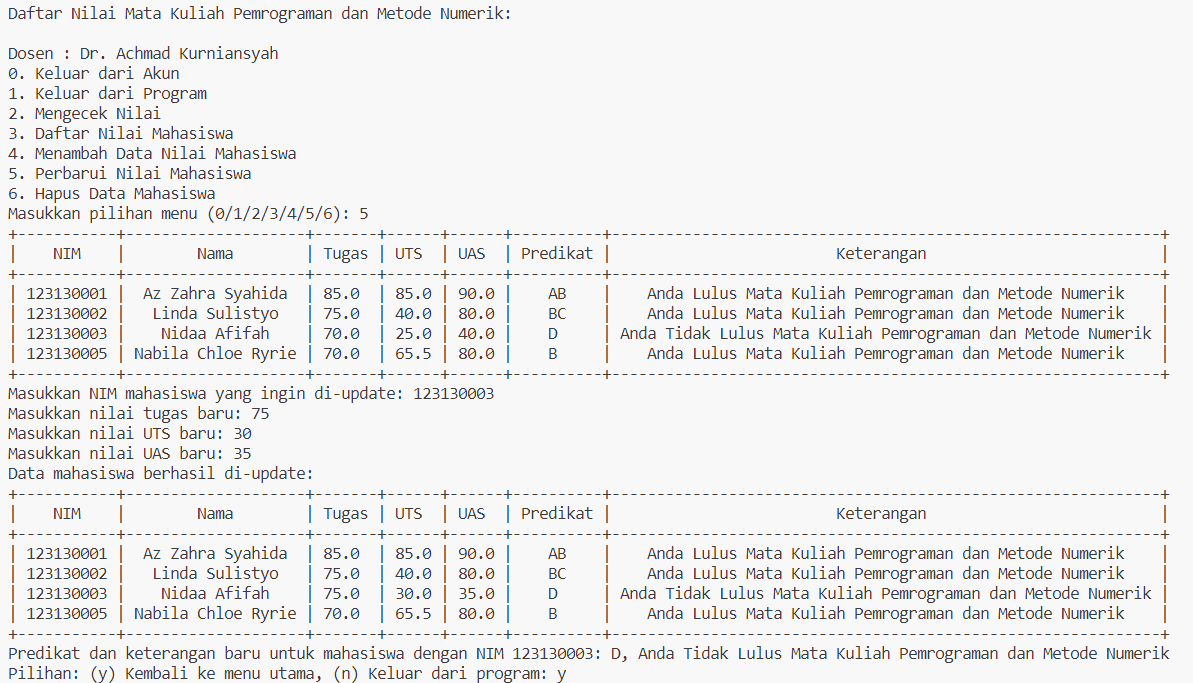 Daftar Nilai Mata Kuliah Pemrograman dan Metode Numerik:
Dosen : Dr. Achmad Kurniansyah
0. Keluar dari Akun
1. Keluar dari Program
2. Mengecek Nilai
3. Daftar Nilai Mahasiswa
4. Menambah Data Nilai Mahasiswa
5. Perbarui Nilai Mahasiswa
6. Hapus Data Mahasiswa
Masukkan pilihan menu (0/1/2/3/4/5/6): 5
| NIM | Nama | Tugas | UTS | UAS | Predikat | Keterangan |
| 123130001 | Az Zahra Syahida | 85.0 | 85.0 | 90.0 | AB | Anda Lulus Mata Kuliah Pemrograman dan Metode Numerik |
| 123130002 | Linda Sulistyo | 75.0 | 40.0 | 80.0 | BC | Anda Lulus Mata Kuliah Pemrograman dan Metode Numerik |
| 123130003 | Nidaa Afifah | 70.0 | 25.0 | 40.0 | D | Anda Tidak Lulus Mata Kuliah Pemrograman dan Metode Numerik |
| 123130005 | Nabila Chloe Ryrie | 70.0 | 65.5 | 80.0 | B | Anda Lulus Mata Kuliah Pemrograman dan Metode Numerik |
Masukkan NIM mahasiswa yang ingin di-update: 123130003
Masukkan nilai tugas baru: 75
Masukkan nilai UTS baru: 30
Masukkan nilai UAS baru: 35
Data mahasiswa berhasil di-update:
| NIM | Nama | Tugas | UTS | UAS | Predikat | Keterangan |
| 123130001 | Az Zahra Syahida | 85.0 | 85.0 | 90.0 | AB | Anda Lulus Mata Kuliah Pemrograman dan Metode Numerik |
| 123130002 | Linda Sulistyo | 75.0 | 40.0 | 80.0 | BC | Anda Lulus Mata Kuliah Pemrograman dan Metode Numerik |
| 123130003 | Nidaa Afifah | 75.0 | 30.0 | 35.0 | D | Anda Tidak Lulus Mata Kuliah Pemrograman dan Metode Numerik |
| 123130005 | Nabila Chloe Ryrie | 70.0 | 65.5 | 80.0 | B | Anda Lulus Mata Kuliah Pemrograman dan Metode Numerik |
Predikat dan keterangan baru untuk mahasiswa dengan NIM 123130003: D, Anda Tidak Lulus Mata Kuliah Pemrograman dan Metode Numerik
Pilihan: (y) Kembali ke menu utama, (n) Keluar dari program: y